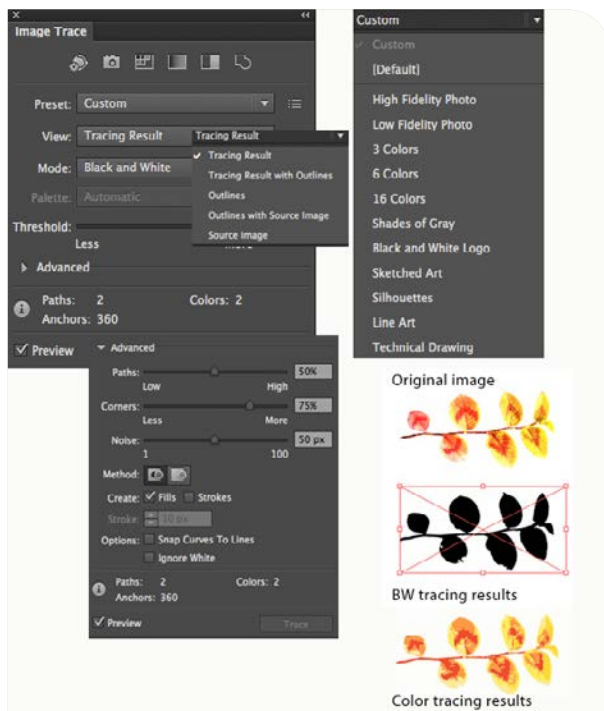 Image Trace
Preset: Custom
View: Tracing Result
Mode: Black and White
Palette: Automatic
Threshold:
Less
Advanced
Paths: 2 Colors: 2
Anchors: 360
Preview
Tracing Result
Tracing Result
Tracing Result with Outlines
Outlines
Outlines with Source Image
Source Image
Custom
Custom
[Default]
High Fidelity Photo
Low Fidelity Photo
3 Colors
6 Colors
16 Colors
Shades of Gray
Black and White Logo
Sketched Art
Silhouettes
Line Art
Technical Drawing
Advanced
Paths: 50%
Low High
Corners: 75%
Less More
Noise: 50 px
1 100
Method:
Create: Fills Strokes
Stroke: 10 px
Options: Snap Curves To Lines
Ignore White
Paths: 2 Colors: 2
Anchors: 360
Preview Trace
Original image
BW tracing results
Color tracing results